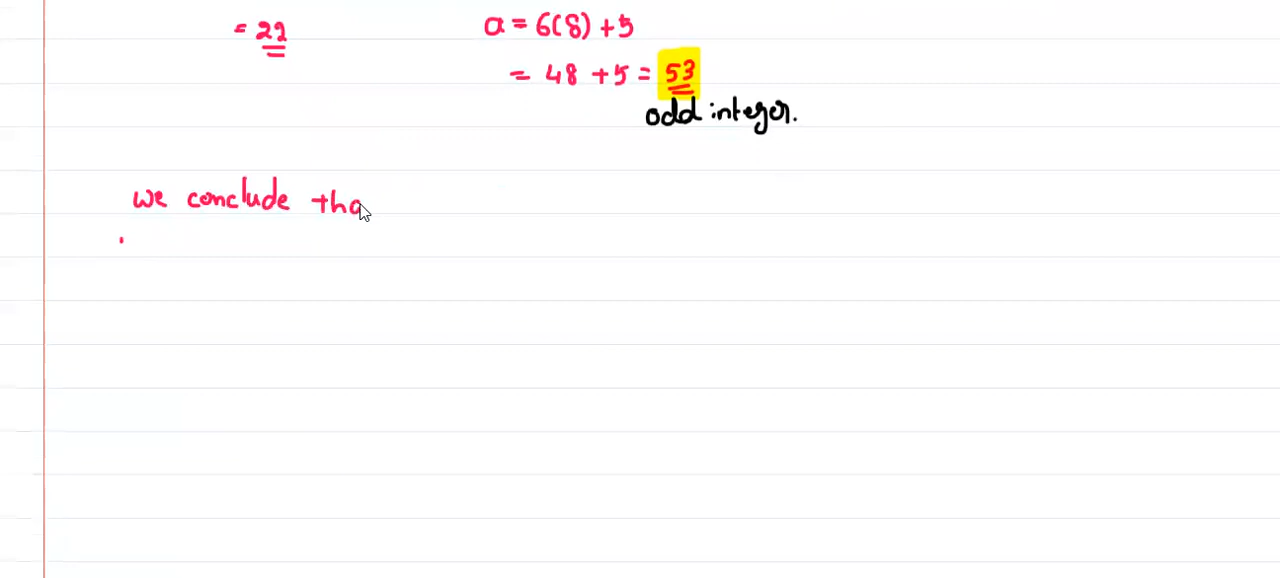 = 22
a = 6(8) + 5
= 48 + 5 = 53
odd integer.
we conclude tha